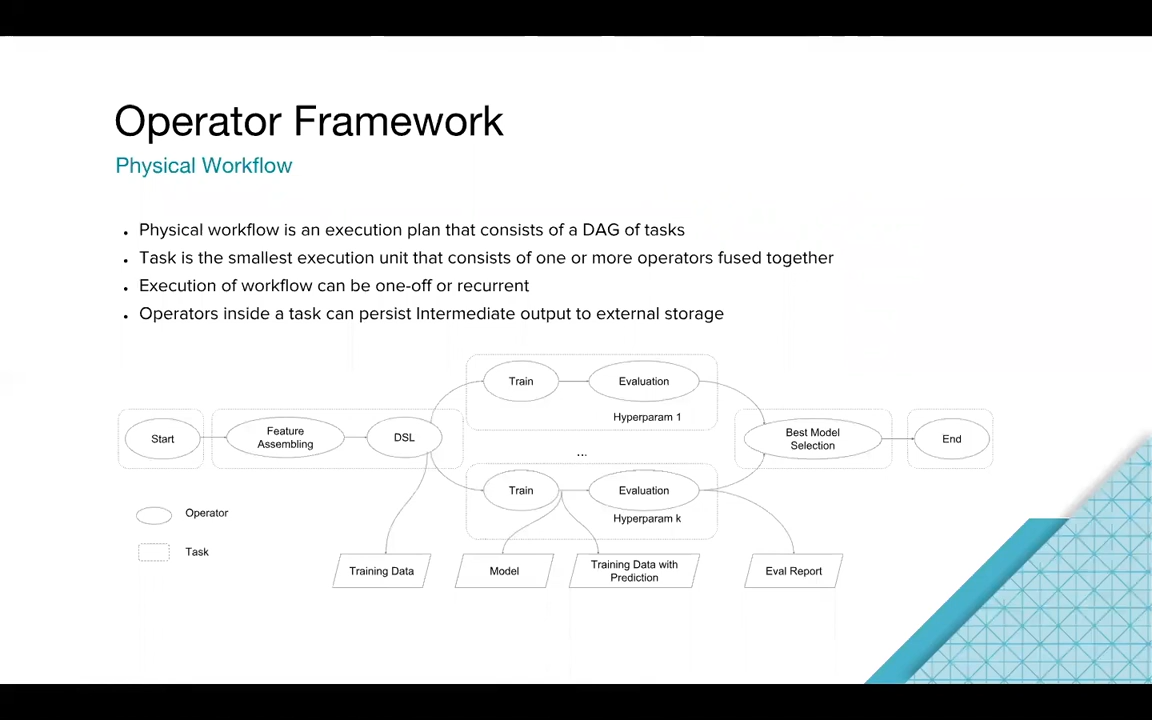 Operator Framework
Physical Workflow
• Physical workflow is an execution plan that consists of a DAG of tasks
• Task is the smallest execution unit that consists of one or more operators fused together
• Execution of workflow can be one-off or recurrent
• Operators inside a task can persist Intermediate output to external storage
Train
Evaluation
Hyperparam 1
Start
Feature
Assembling
DSL
...
Best Model
Selection
End
Train
Evaluation
Hyperparam k
Operator
Task
Training Data
Model
Training Data with
Prediction
Eval Report